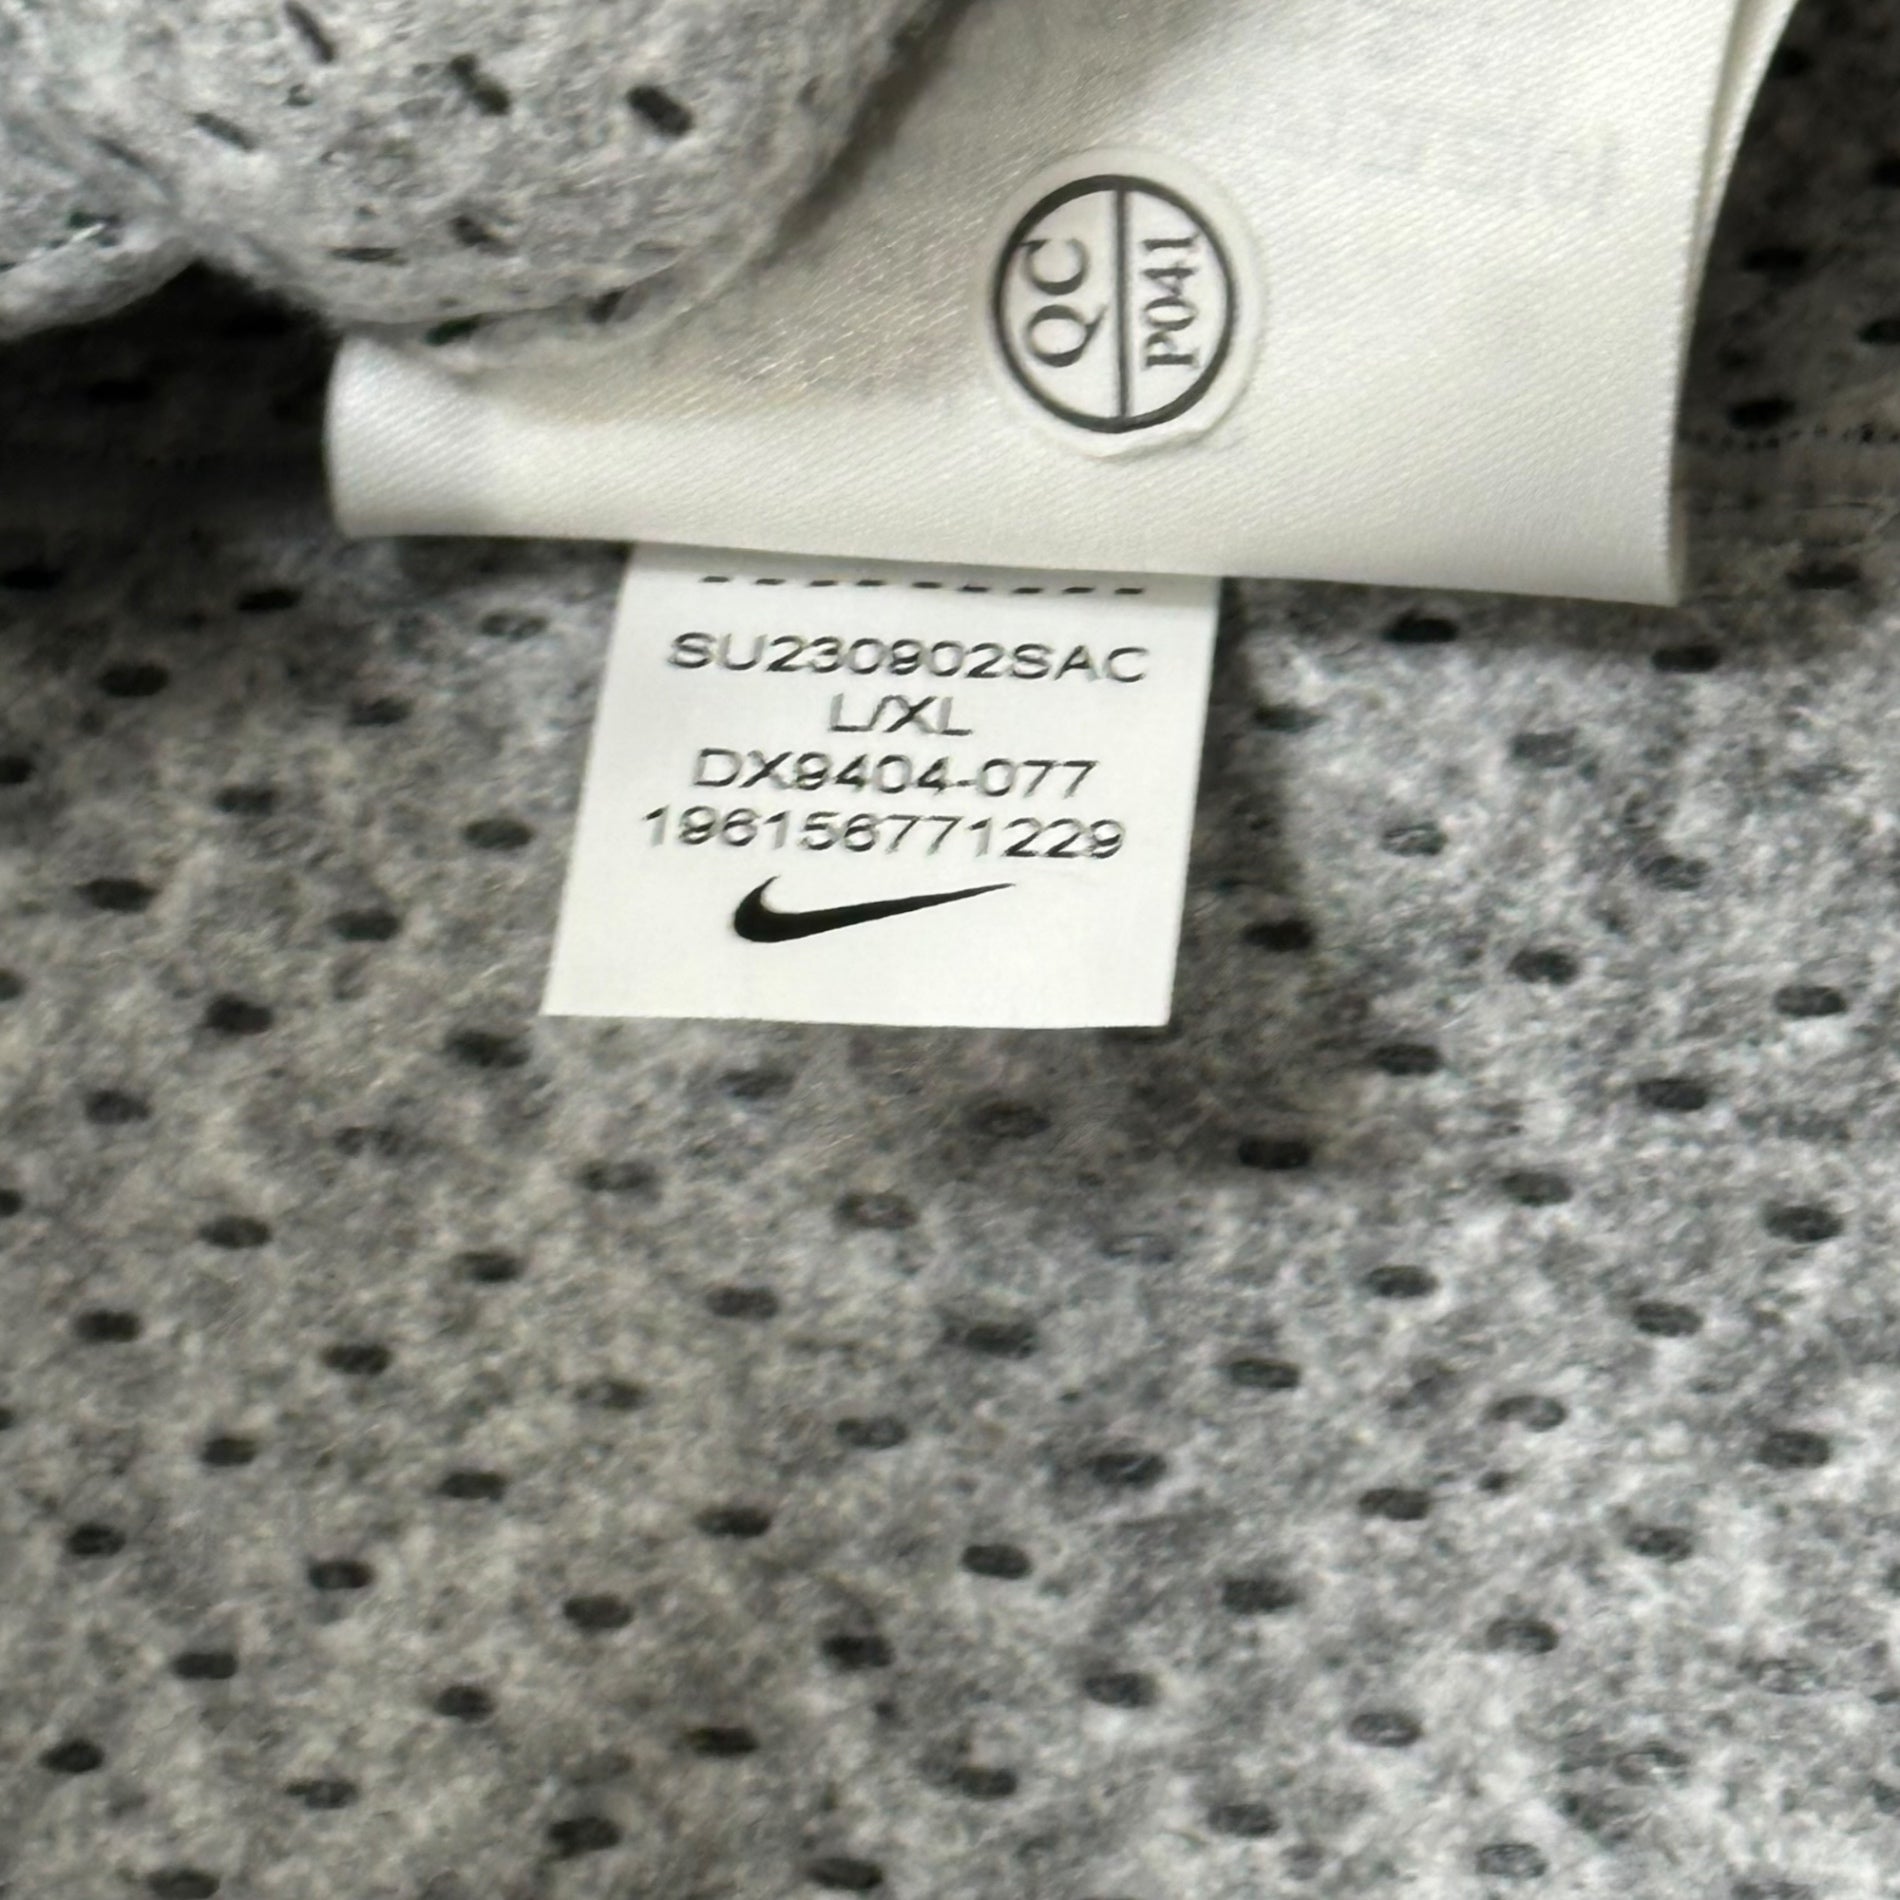 QC
P041
SU230902SAC
L/XL
DX9404-077
196156771229